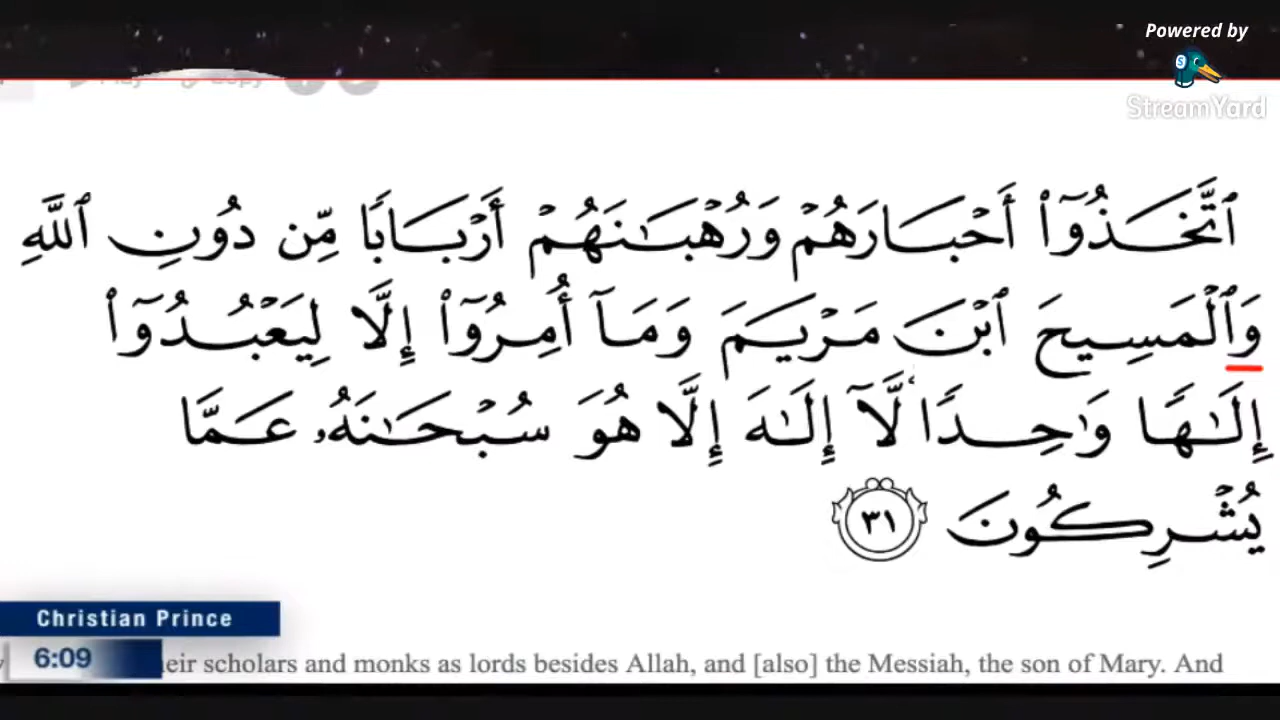 Powered by
StreamYard
Copy
ٱتَّخَذُوٓا۟ أَحْبَارَهُمْ وَرُهْبَـٰنَهُمْ أَرْبَابًا مِّن دُونِ ٱللَّهِ
وَٱلْمَسِيحَ ٱبْنَ مَرْيَمَ وَمَآ أُمِرُوٓا۟ إِلَّا لِيَعْبُدُوٓا۟
إِلَـٰهًا وَٰحِدًا ۖ لَّآ إِلَـٰهَ إِلَّا هُوَ سُبْحَـٰنَهُۥ عَمَّا
يُشْرِكُونَ ٣١
Christian Prince
6:09
scholars and monks as lords besides Allah, and [also] the Messiah, the son of Mary. And